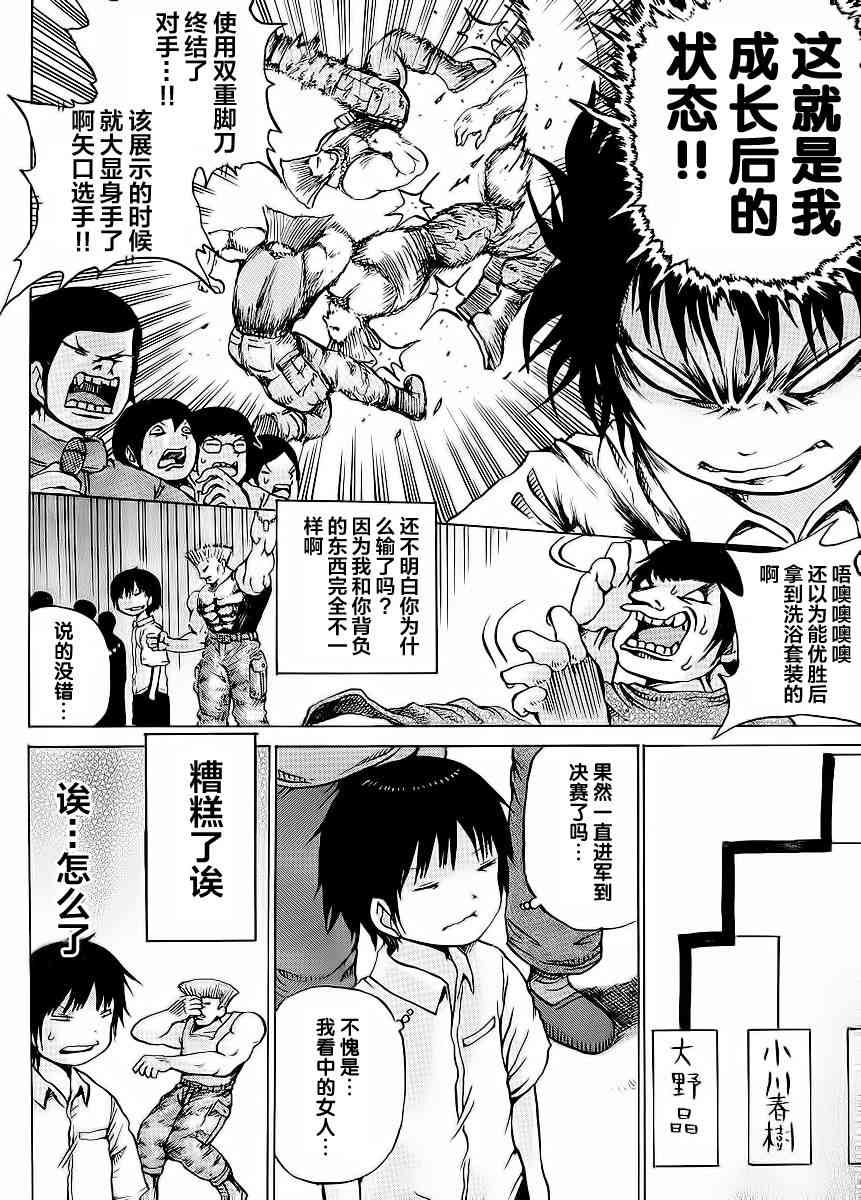 这就是我
成长后的
状态!!
使用双重脚刀
终结了
对手…!!
该展示的时候
就大显身手了
啊矢口选手!!
唔噢噢噢噢
还以为能优胜后
拿到洗浴套装的
啊
还不明白你为什
么输了吗?
因为我和你背负
的东西完全不一
样啊
说的没错…
大野晶
小川春樹
果然一直进军到
决赛了吗…
不愧是…
我看中的女人…
糟糕了诶
诶…怎么了